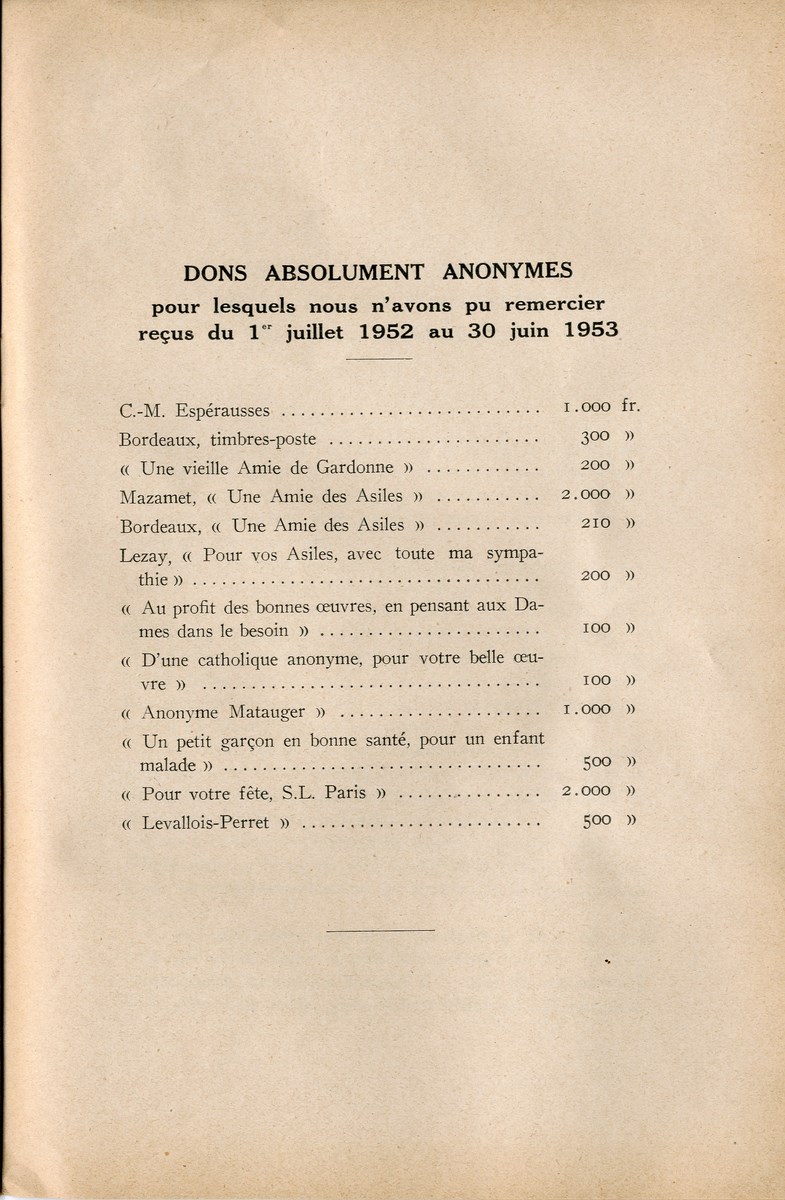 DONS ABSOLUMENT ANONYMES
pour lesquels nous n'avons pu remercier
reçus du 1er juillet 1952 au 30 juin 1953
C.-M. Espérausses ........................... 1.000 fr.
Bordeaux, timbres-poste ...................... 300 »
« Une vieille Amie de Gardonne » ............ 200 »
Mazamet, « Une Amie des Asiles » ........... 2.000 »
Bordeaux, « Une Amie des Asiles » ........... 210 »
Lezay, « Pour vos Asiles, avec toute ma sympa-
thie » .................................... 200 »
« Au profit des bonnes œuvres, en pensant aux Da-
mes dans le besoin » ....................... 100 »
« D'une catholique anonyme, pour votre belle œu-
vre » ................................... 100 »
« Anonyme Matauger » ..................... 1.000 »
« Un petit garçon en bonne santé, pour un enfant
malade » ................................. 500 »
« Pour votre fête, S.L. Paris » ............... 2.000 »
« Levallois-Perret » ......................... 500 »